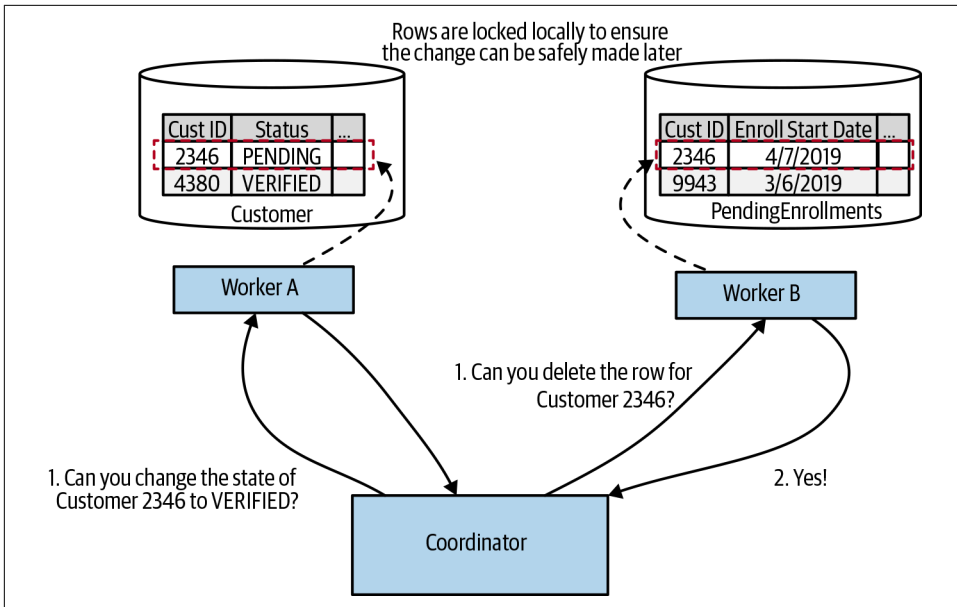 Rows are locked locally to ensure
the change can be safely made later
Cust ID Status ...
2346 PENDING
4380 VERIFIED
Customer
Cust ID Enroll Start Date ...
2346 4/7/2019
9943 3/6/2019
PendingEnrollments
Worker A
Worker B
1. Can you delete the row for
Customer 2346?
1. Can you change the state of
Customer 2346 to VERIFIED?
2. Yes!
Coordinator